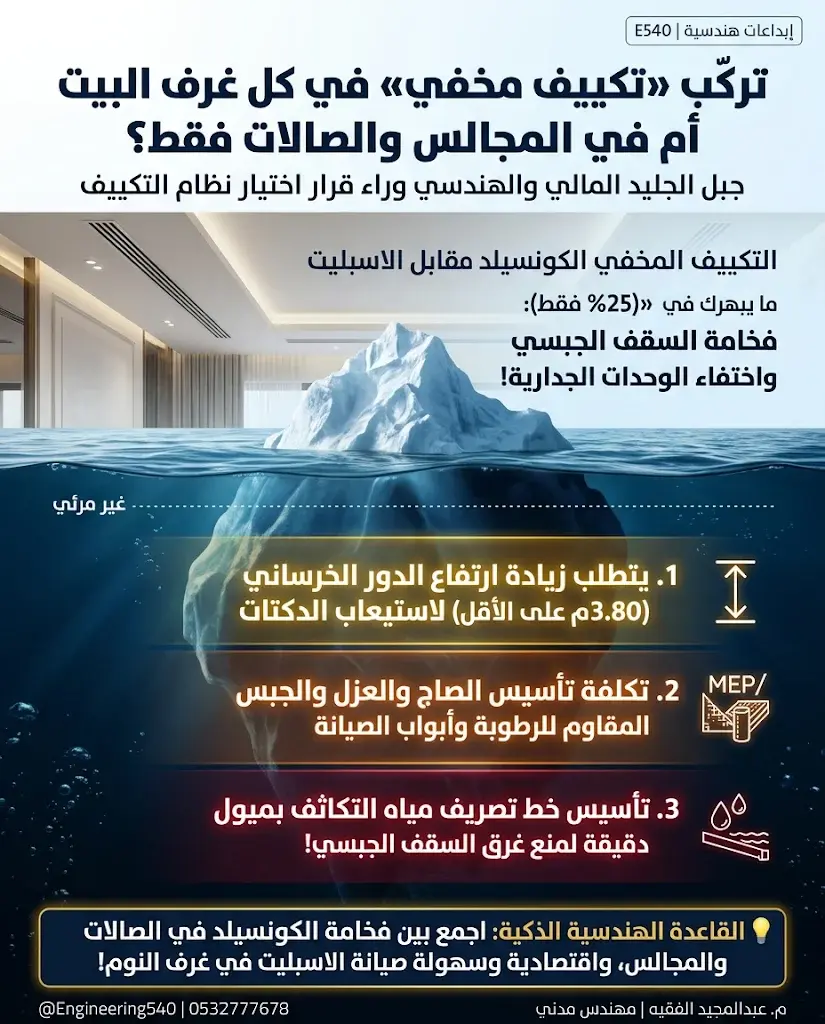 إبداعات هندسية | E540
تركّب «تكييف مخفي» في كل غرف البيت
أم في المجالس والصالات فقط؟
جبل الجليد المالي والهندسي وراء قرار اختيار نظام التكييف
التكييف المخفي الكونسيلد مقابل الاسبليت
ما يبهرك في «(25% فقط):
فخامة السقف الجبسي
واختفاء الوحدات الجدارية!
غير مرئي
1. يتطلب زيادة ارتفاع الدور الخرساني
(3.80م على الأقل) لاستيعاب الدكتات
MEP/
2. تكلفة تأسيس الصاج والعزل والجبس
المقاوم للرطوبة وأبواب الصيانة
3. تأسيس خط تصريف مياه التكاثف بميول
دقيقة لمنع غرق السقف الجبسي!
💡 القاعدة الهندسية الذكية: اجمع بين فخامة الكونسيلد في الصالات
والمجالس، واقتصادية وسهولة صيانة الاسبليت في غرف النوم!
م. عبدالمجيد الفقيه | مهندس مدني
@Engineering540 | 0532777678